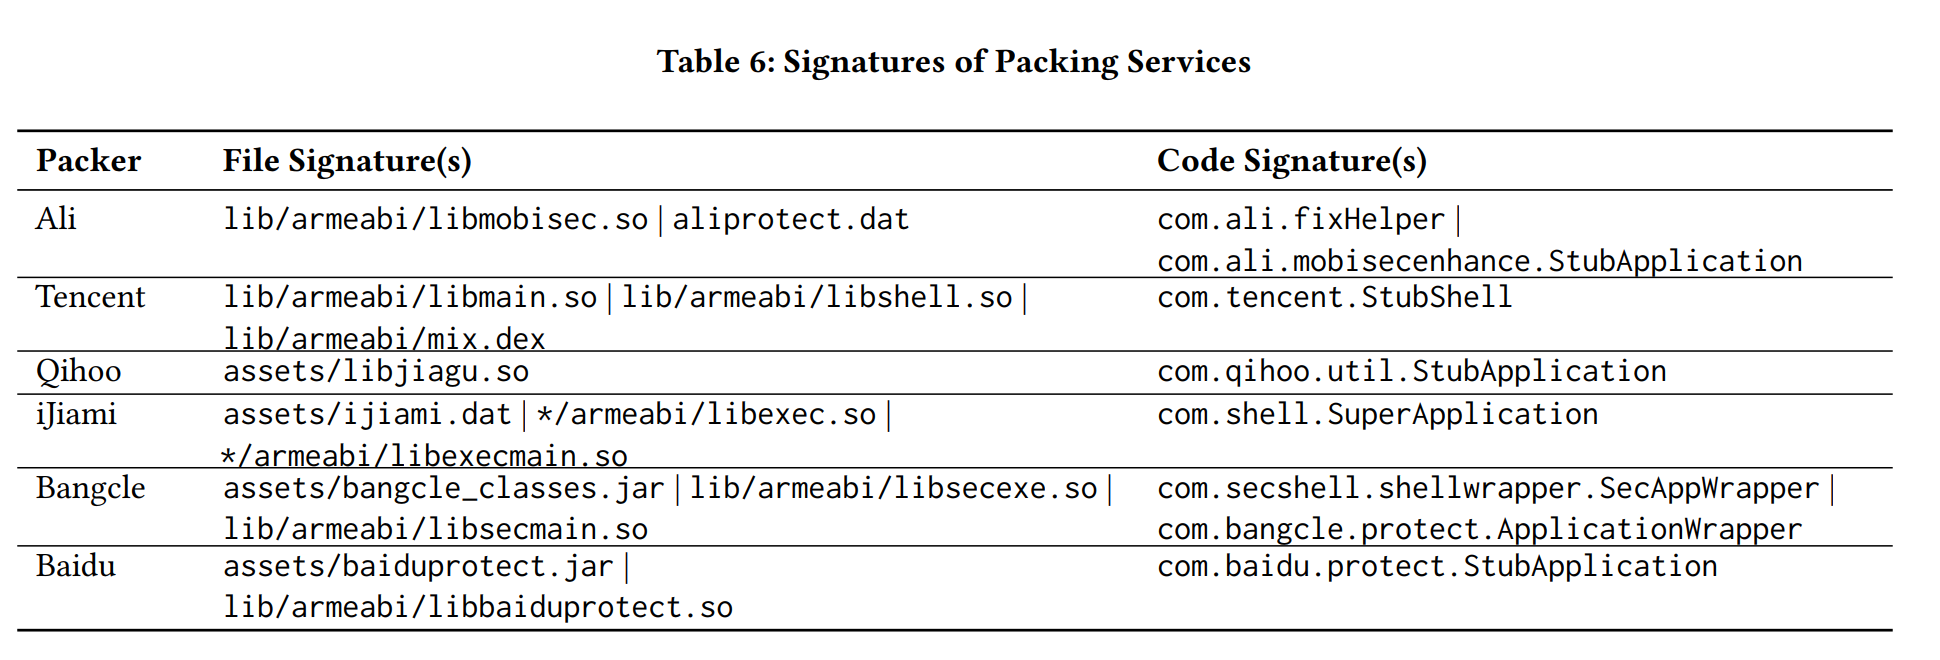 Table 6: Signatures of Packing Services
Packer File Signature(s) Code Signature(s)
Ali lib/armeabi/libmobisec.so | aliprotect.dat com.ali.fixHelper |
com.ali.mobisecenhance.StubApplication
Tencent lib/armeabi/libmain.so | lib/armeabi/libshell.so | com.tencent.StubShell
lib/armeabi/mix.dex
Qihoo assets/libjiagu.so com.qihoo.util.StubApplication
iJiami assets/ijiami.dat | */armeabi/libexec.so | com.shell.SuperApplication
*/armeabi/libexecmain.so
Bangcle assets/bangcle_classes.jar | lib/armeabi/libsecexe.so | com.secshell.shellwrapper.SecAppWrapper |
lib/armeabi/libsecmain.so com.bangcle.protect.ApplicationWrapper
Baidu assets/baiduprotect.jar | com.baidu.protect.StubApplication
lib/armeabi/libbaiduprotect.so